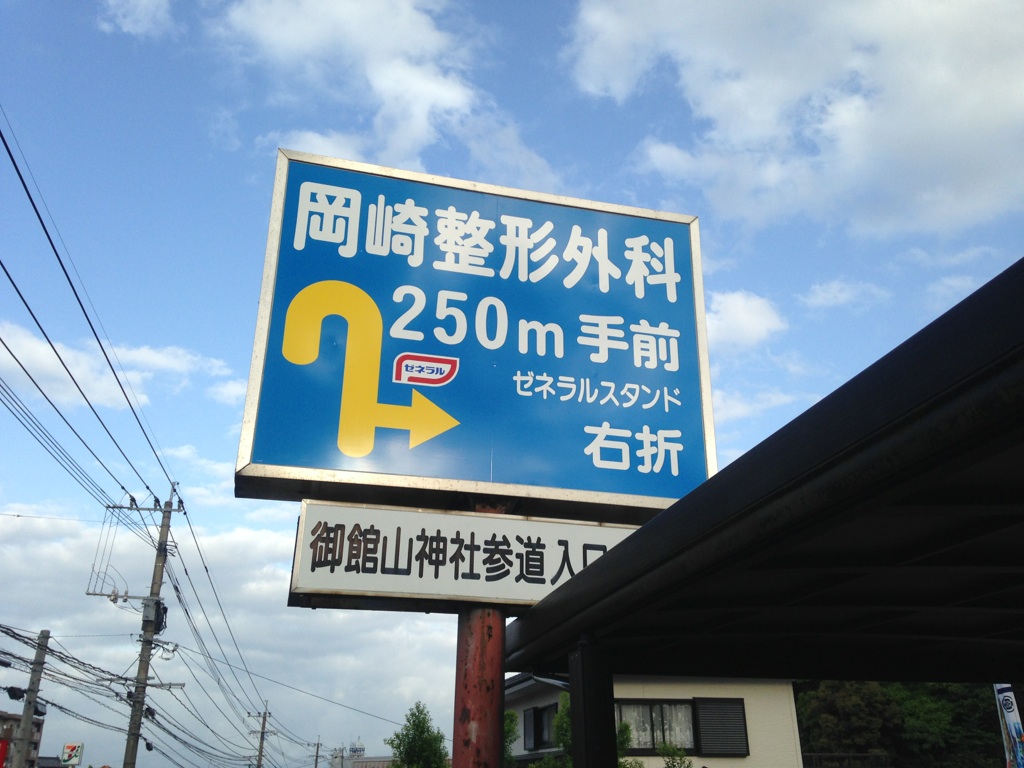 岡崎整形外科
250m手前
ゼネラル
ゼネラルスタンド
右折
御館山神社参道入口